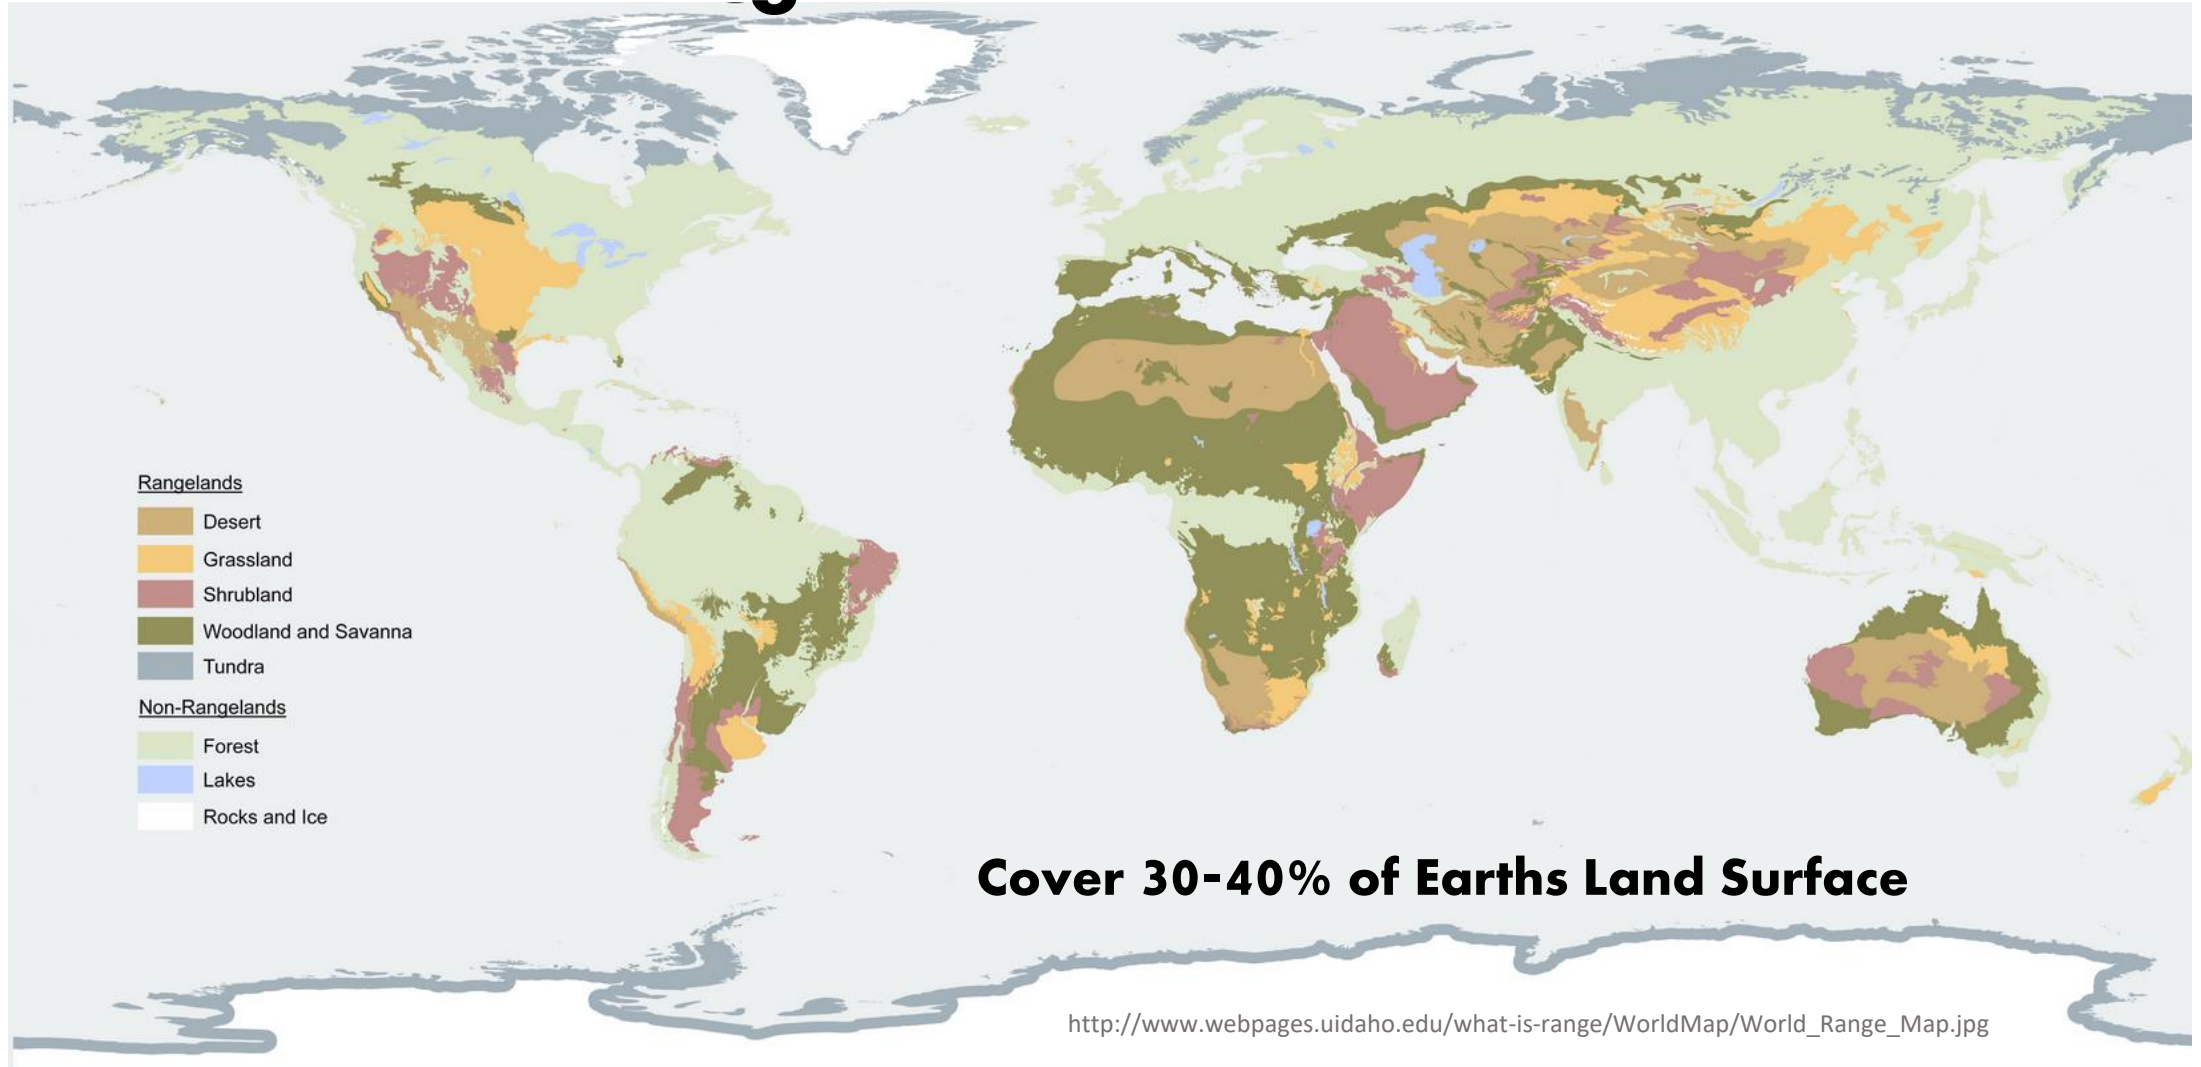 Rangelands
Desert
Grassland
Shrubland
Woodland and Savanna
Tundra
Non-Rangelands
Forest
Lakes
Rocks and Ice
Cover 30-40% of Earths Land Surface
http://www.webpages.uidaho.edu/what-is-range/WorldMap/World_Range_Map.jpg